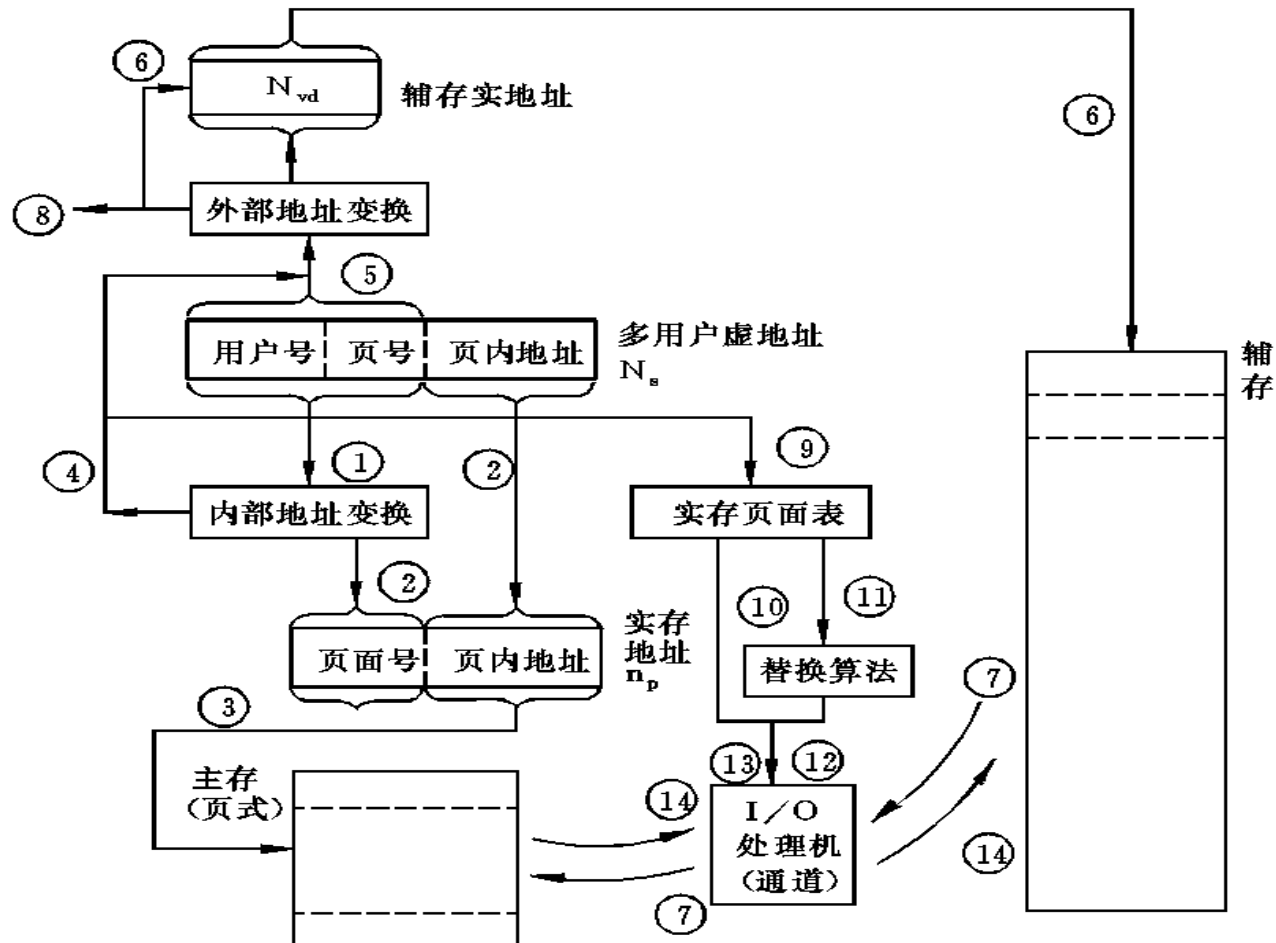 ⑥
N_vd
辅存实地址
⑥
⑧
外部地址变换
⑤
用户号 页号 页内地址
多用户虚地址
N_s
辅
存
④
①
②
⑨
内部地址变换
实存页面表
②
⑩
⑪
页面号 页内地址
实存
地址
n_p
替换算法
③
⑦
主存
(页式)
⑬
⑫
⑭
I/O
处理机
(通道)
⑭
⑦